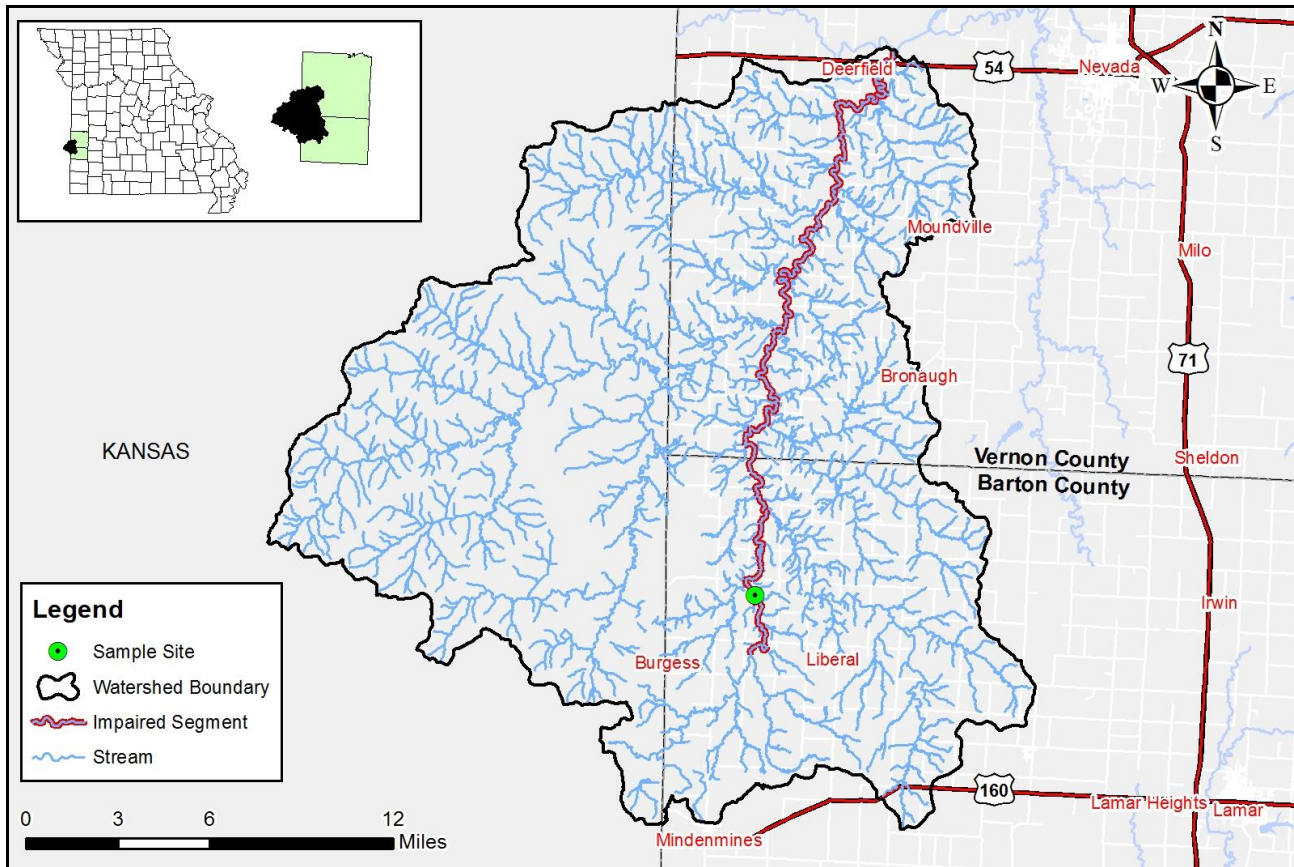 N
W
E
S
Deerfield
54
Nevada
Moundville
Milo
71
Bronaugh
KANSAS
Vernon County
Sheldon
Barton County
Irwin
Burgess
Liberal
160
Lamar Heights
Lamar
Mindenmines
Legend
Sample Site
Watershed Boundary
Impaired Segment
Stream
0 3 6 12
Miles